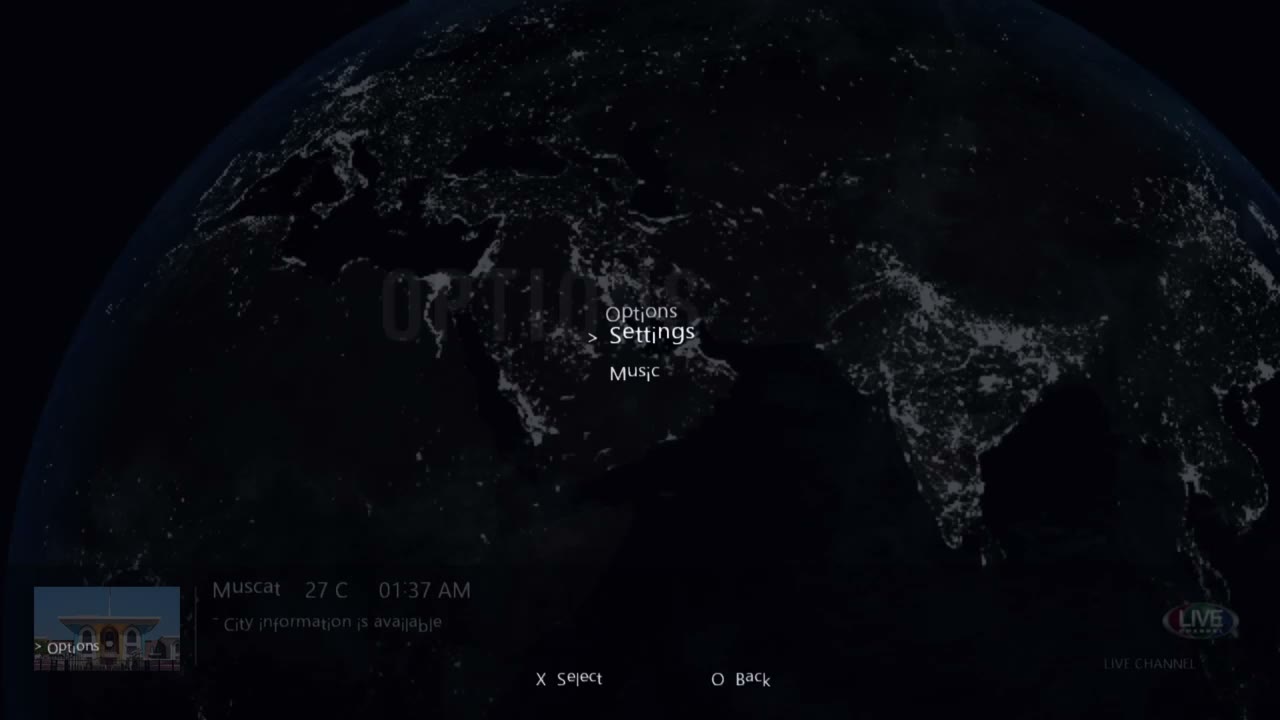 OPTIONS
Options
> Settings
Music
Muscat 27 C 01:37 AM
- City information is available
> Options
LIVE
CHANNEL
LIVE CHANNEL
X Select O Back